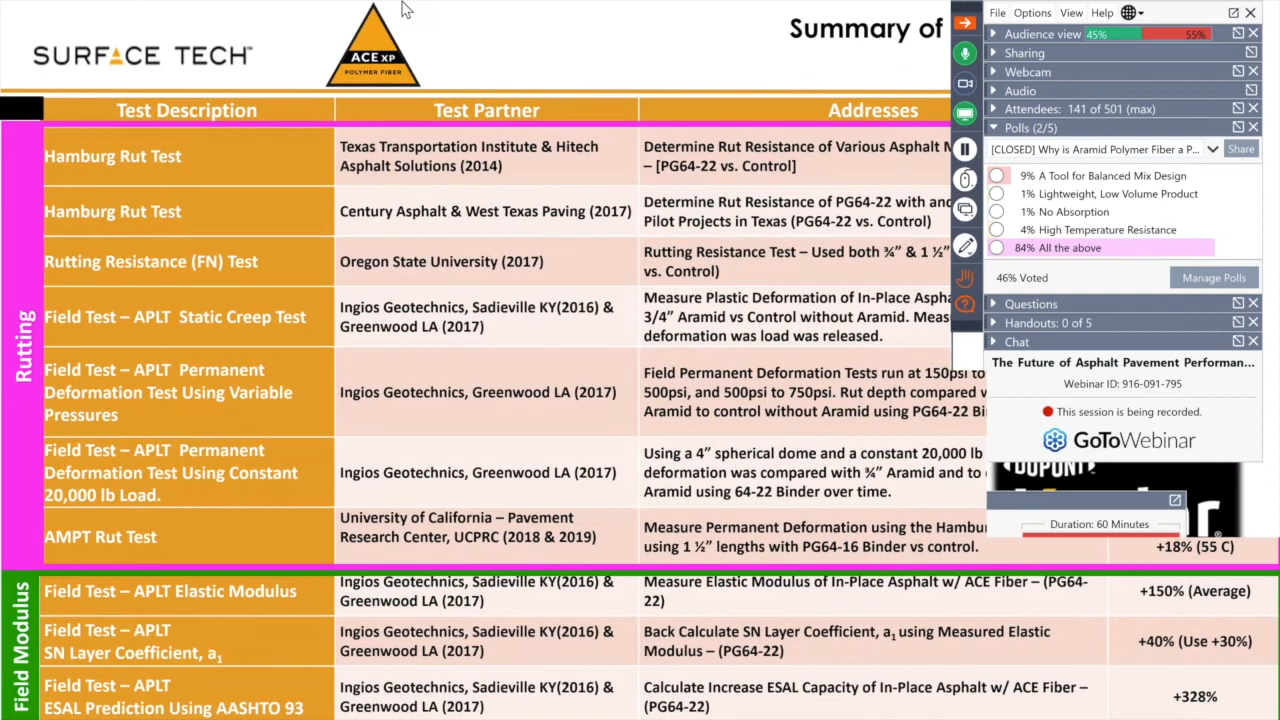 SURFACE TECH™
ACE XP
POLYMER FIBER
Summary of
Test Description
Test Partner
Addresses
Rutting
Hamburg Rut Test
Texas Transportation Institute & Hitech
Asphalt Solutions (2014)
Determine Rut Resistance of Various Asphalt
– [PG64-22 vs. Control]
Hamburg Rut Test
Century Asphalt & West Texas Paving (2017)
Determine Rut Resistance of PG64-22 with
Pilot Projects in Texas (PG64-22 vs. Control)
Rutting Resistance (FN) Test
Oregon State University (2017)
Rutting Resistance Test – Used both ¾” & 1 ½”
vs. Control)
Field Test – APLT Static Creep Test
Ingios Geotechnics, Sadieville KY(2016) &
Greenwood LA (2017)
Measure Plastic Deformation of In-Place
3/4” Aramid vs Control without Aramid.
deformation was load was released.
Field Test – APLT Permanent
Deformation Test Using Variable
Pressures
Ingios Geotechnics, Greenwood LA (2017)
Field Permanent Deformation Tests run at 150psi to
500psi, and 500psi to 750psi. Rut depth compared
Aramid to control without Aramid using PG64-22
Field Test – APLT Permanent
Deformation Test Using Constant
20,000 lb Load.
Ingios Geotechnics, Greenwood LA (2017)
Using a 4” spherical dome and a constant 20,000 lb
deformation was compared with ¾” Aramid and to
Aramid using 64-22 Binder over time.
AMPT Rut Test
University of California – Pavement
Research Center, UCPRC (2018 & 2019)
Measure Permanent Deformation using the
using 1 ½” lengths with PG64-16 Binder vs control.
+18% (55 C)
Field Modulus
Field Test – APLT Elastic Modulus
Ingios Geotechnics, Sadieville KY(2016) &
Greenwood LA (2017)
Measure Elastic Modulus of In-Place Asphalt w/ ACE Fiber – (PG64-
22)
+150% (Average)
Field Test – APLT
SN Layer Coefficient, a1
Ingios Geotechnics, Sadieville KY(2016) &
Greenwood LA (2017)
Back Calculate SN Layer Coefficient, a1 using Measured Elastic
Modulus – (PG64-22)
+40% (Use +30%)
Field Test – APLT
ESAL Prediction Using AASHTO 93
Ingios Geotechnics, Sadieville KY(2016) &
Greenwood LA (2017)
Calculate Increase ESAL Capacity of In-Place Asphalt w/ ACE Fiber –
(PG64-22)
+328%
File Options View Help
Audience view 45% 55%
Sharing
Webcam
Audio
Attendees: 141 of 501 (max)
Polls (2/5)
[CLOSED] Why is Aramid Polymer Fiber a P... Share
9% A Tool for Balanced Mix Design
1% Lightweight, Low Volume Product
1% No Absorption
4% High Temperature Resistance
84% All the above
46% Voted Manage Polls
Questions
Handouts: 0 of 5
Chat
The Future of Asphalt Pavement Performan...
Webinar ID: 916-091-795
This session is being recorded.
GoToWebinar
DUPONT
Duration: 60 Minutes